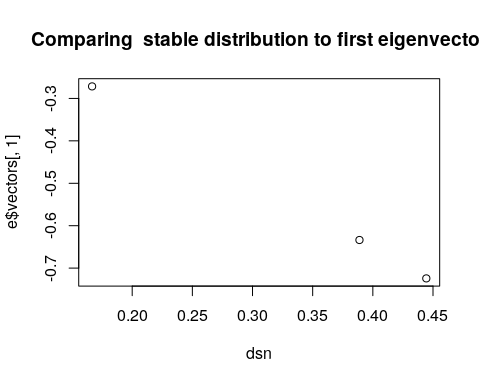 Comparing  stable distribution to first eigenvecto
e$vectors[, 1]
-0.3
-0.4
-0.5
-0.6
-0.7
0.20 0.25 0.30 0.35 0.40 0.45
dsn